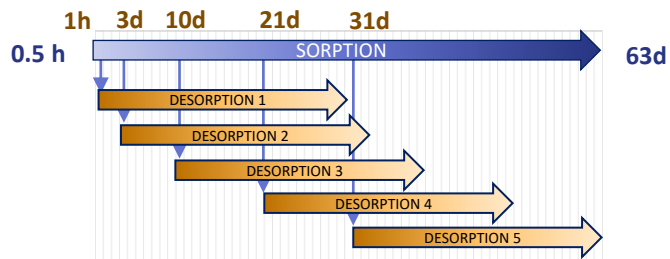 1h 3d 10d 21d 31d
0.5 h SORPTION 63d
DESORPTION 1
DESORPTION 2
DESORPTION 3
DESORPTION 4
DESORPTION 5